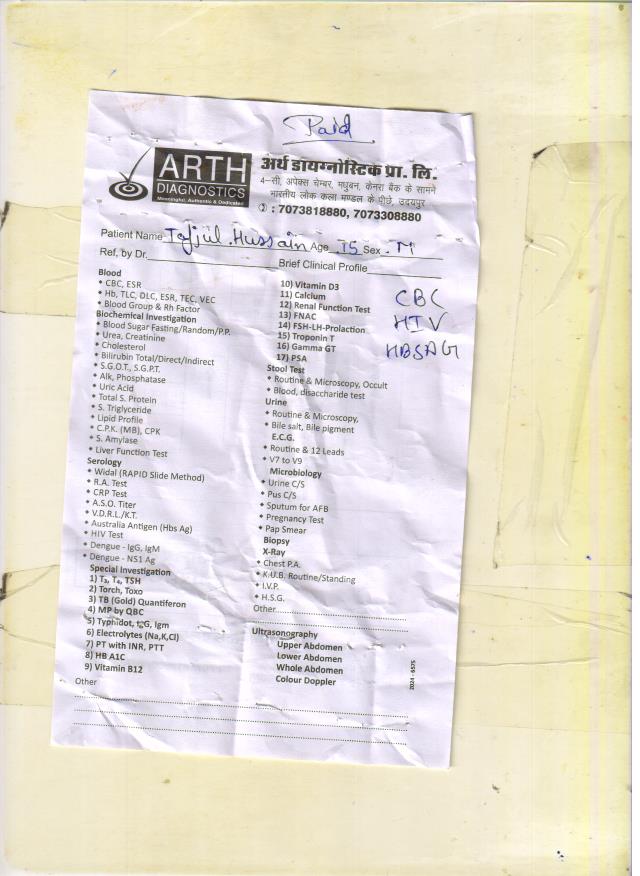 Paid
ARTH
DIAGNOSTICS
Meaningful, Authentic & Dedicated
अर्थ डायग्नोस्टिक प्रा. लि.
4-सी, अपेक्स चेम्बर, मधुबन, केनरा बैंक के सामने
भारतीय लोक कला मण्डल के पीछे, उदयपुर
: 7073818880, 7073308880
Patient Name Tajjul Hussain Age 15 Sex M
Ref, by Dr. Brief Clinical Profile
CBC
HIV
HBSAG
Blood
• CBC, ESR
• Hb, TLC, DLC, ESR, TEC, VEC
• Blood Group & Rh Factor
Biochemical Investigation
• Blood Sugar Fasting/Random/P.P.
• Urea, Creatinine
• Cholesterol
• Bilirubin Total/Direct/Indirect
• S.G.O.T., S.G.P.T.
• Alk, Phosphatase
• Uric Acid
• Total S. Protein
• S. Triglyceride
• Lipid Profile
• C.P.K. (MB), CPK
• S. Amylase
• Liver Function Test
Serology
• Widal (RAPID Slide Method)
• R.A. Test
• CRP Test
• A.S.O. Titer
• V.D.R.L./K.T.
• Australia Antigen (Hbs Ag)
• HIV Test
• Dengue - IgG, IgM
• Dengue - NS1 Ag
Special Investigation
1) T₃, T₄, TSH
2) Torch, Toxo
3) TB (Gold) Quantiferon
4) MP by QBC
5) Typhidot, IgG, Igm
6) Electrolytes (Na,K,Cl)
7) PT with INR, PTT
8) HB A1C
9) Vitamin B12
Other
10) Vitamin D3
11) Calcium
12) Renal Function Test
13) FNAC
14) FSH-LH-Prolaction
15) Troponin T
16) Gamma GT
17) PSA
Stool Test
• Routine & Microscopy, Occult
• Blood, disaccharide test
Urine
• Routine & Microscopy,
• Bile salt, Bile pigment
E.C.G.
• Routine & 12 Leads
• V7 to V9
Microbiology
• Urine C/S
• Pus C/S
• Sputum for AFB
• Pregnancy Test
• Pap Smear
Biopsy
X-Ray
• Chest P.A.
• K.U.B. Routine/Standing
• I.V.P.
• H.S.G.
Other
Ultrasonography
Upper Abdomen
Lower Abdomen
Whole Abdomen
Colour Doppler
2024 - 6575